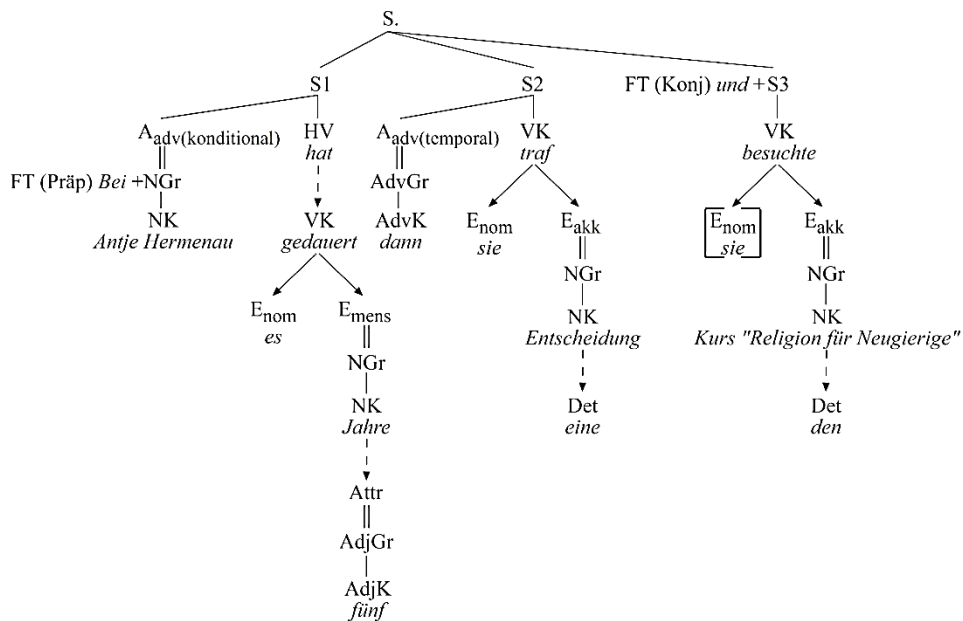 S.
S1 S2 FT (Konj) und +S3
Aadv(konditional) HV Aadv(temporal) VK VK
hat traf besuchte
FT (Präp) Bei +NGr AdvGr
NK VK AdvK Enom Eakk Enom Eakk
Antje Hermenau gedauert dann sie sie
NGr NGr
Enom Emens NK NK
es Entscheidung Kurs "Religion für Neugierige"
NGr
NK Det Det
Jahre eine den
Attr
AdjGr
AdjK
fünf